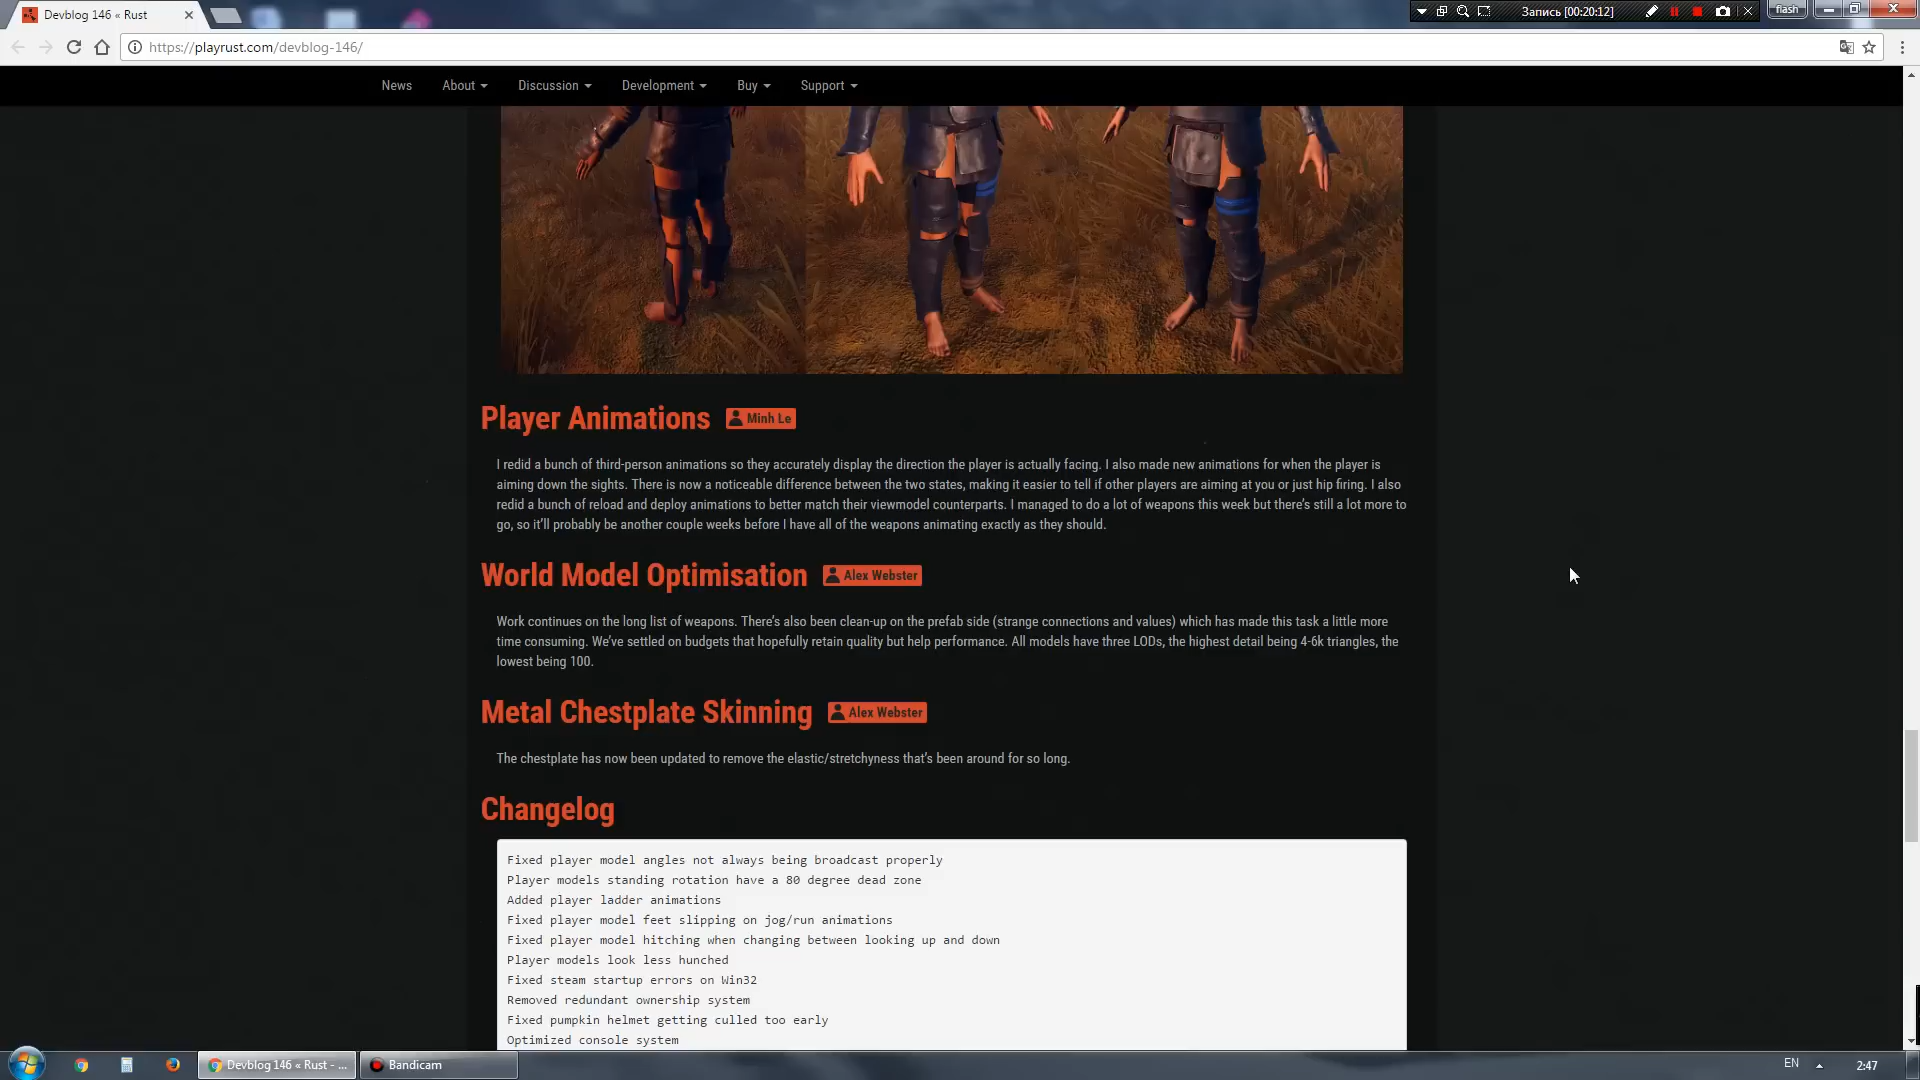 Devblog 146 « Rust
Запись [00:20:12]
flash
https://playrust.com/devblog-146/
News About Discussion Development Buy Support
Player Animations Minh Le
I redid a bunch of third-person animations so they accurately display the direction the player is actually facing. I also made new animations for when the player is
aiming down the sights. There is now a noticeable difference between the two states, making it easier to tell if other players are aiming at you or just hip firing. I also
redid a bunch of reload and deploy animations to better match their viewmodel counterparts. I managed to do a lot of weapons this week but there’s still a lot more to
go, so it’ll probably be another couple weeks before I have all of the weapons animating exactly as they should.
World Model Optimisation Alex Webster
Work continues on the long list of weapons. There’s also been clean-up on the prefab side (strange connections and values) which has made this task a little more
time consuming. We’ve settled on budgets that hopefully retain quality but help performance. All models have three LODs, the highest detail being 4-6k triangles, the
lowest being 100.
Metal Chestplate Skinning Alex Webster
The chestplate has now been updated to remove the elastic/stretchyness that’s been around for so long.
Changelog
Fixed player model angles not always being broadcast properly
Player models standing rotation have a 80 degree dead zone
Added player ladder animations
Fixed player model feet slipping on jog/run animations
Fixed player model hitching when changing between looking up and down
Player models look less hunched
Fixed steam startup errors on Win32
Removed redundant ownership system
Fixed pumpkin helmet getting culled too early
Optimized console system
Devblog 146 « Rust - ...
Bandicam
EN
2:47